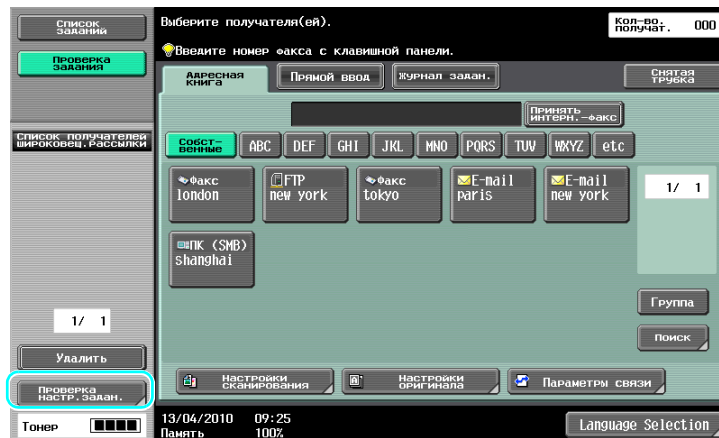 Список
заданий
Проверка
задания
Список получателей
широковещ.рассылки
1/ 1
Удалить
Проверка
настр.задан.
Тонер
Выберите получателя(ей).
Кол-во.
получат.
000
Введите номер факса с клавишной панели.
Адресная
книга
Прямой ввод
Журнал задан.
Снятая
трубка
Принять
интерн.-факс
Собст-
венные
ABC
DEF
GHI
JKL
MNO
PQRS
TUV
WXYZ
etc
Факс
london
FTP
new york
Факс
tokyo
E-mail
paris
E-mail
new york
1/ 1
ПК (SMB)
shanghai
Группа
Поиск
Настройки
сканирования
Настройки
оригинала
Параметры связи
13/04/2010 09:25
Память 100%
Language Selection